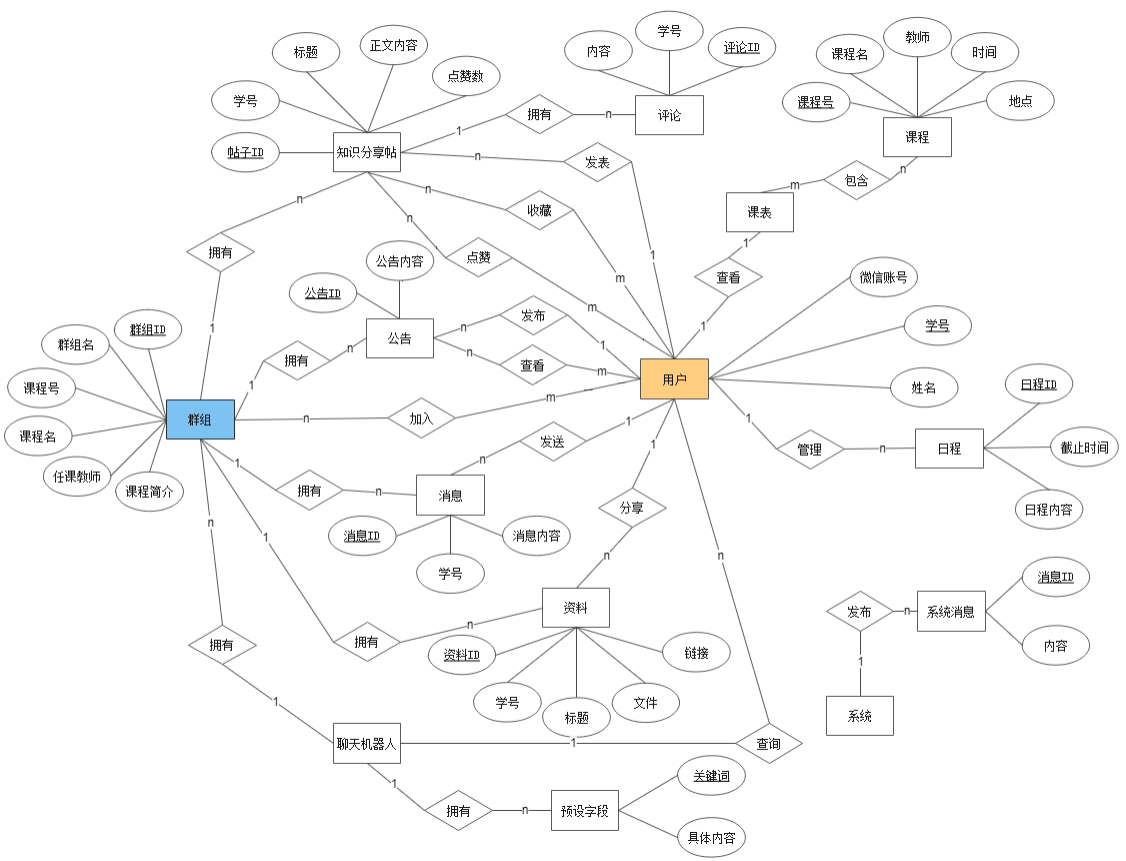 标题
正文内容
点赞数
学号
帖子ID
知识分享帖
内容
学号
评论ID
1
拥有
n
评论
课程名
教师
时间
课程号
地点
课程
n
发表
1
m
包含
n
课表
1
查看
1
n
收藏
m
n
点赞
m
n
拥有
1
公告内容
公告ID
公告
n
发布
1
n
查看
m
1
拥有
n
微信账号
学号
姓名
用户
群组ID
群组名
课程号
课程名
任课教师
课程简介
群组
n
加入
m
1
管理
n
日程
日程ID
截止时间
日程内容
n
发送
1
1
拥有
n
消息
消息ID
学号
消息内容
1
分享
n
1
拥有
n
资料
资料ID
学号
标题
文件
链接
n
拥有
1
聊天机器人
1
查询
n
1
拥有
n
预设字段
关键词
具体内容
发布
n
系统消息
消息ID
内容
1
系统